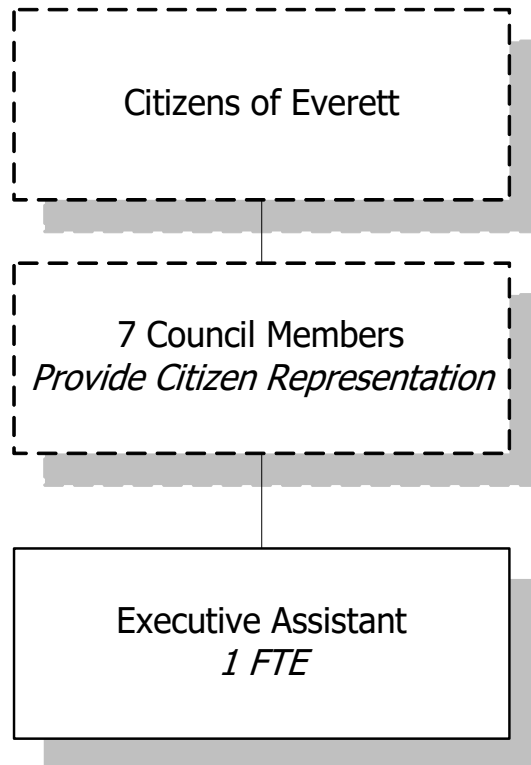 Citizens of Everett
7 Council Members
Provide Citizen Representation
Executive Assistant
1 FTE